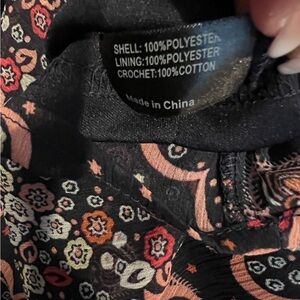 SHELL: 100%POLYESTER
LINING:100%POLYESTER
CROCHET:100%COTTON
Made in China